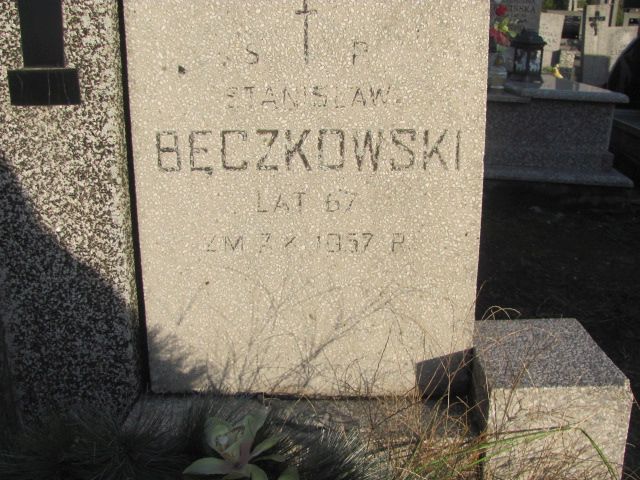 Ś P
STANISŁAW
BĘCZKOWSKI
LAT 67
ZM 7 X 1957 R